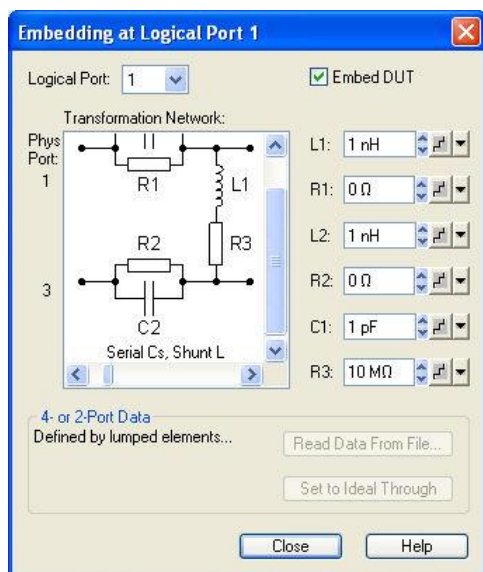 Embedding at Logical Port 1
Logical Port: 1
Embed DUT
Transformation Network:
Phys
Port:
1
R1
L1
R2
R3
3
C2
Serial Cs, Shunt L
L1: 1 nH
R1: 0 Ω
L2: 1 nH
R2: 0 Ω
C1: 1 pF
R3: 10 MΩ
4- or 2-Port Data
Defined by lumped elements...
Read Data From File...
Set to Ideal Through
Close
Help